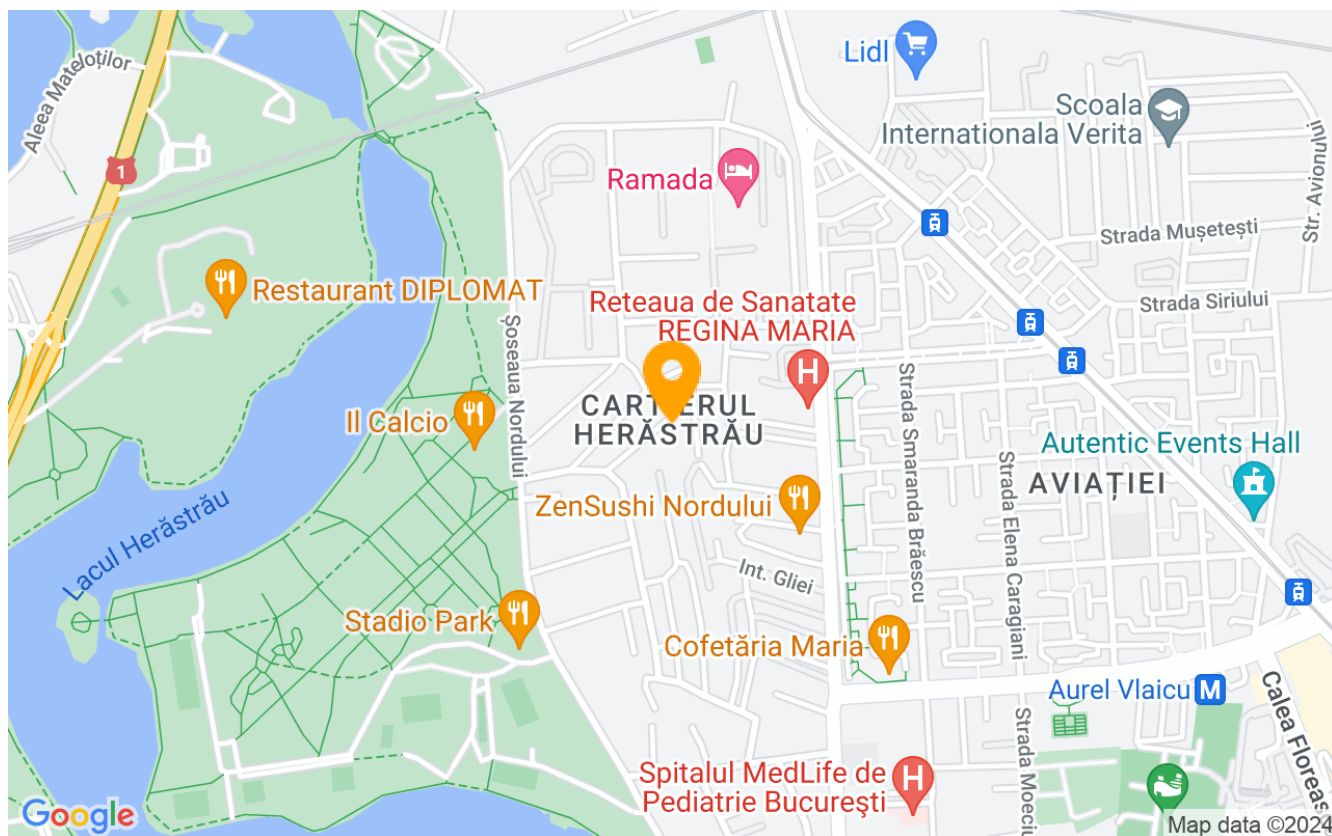 Aleea Mateloților
1
Lidl
Scoala
Internationala Verita
Str. Avionului
Ramada
Strada Mușetești
Restaurant DIPLOMAT
Reteaua de Sanatate
REGINA MARIA
H
Strada Siriului
Șoseaua Nordului
CARTIERUL
HERĂSTRĂU
Il Calcio
Strada Smaranda Brăescu
Strada Elena Caragiani
Autentic Events Hall
AVIAȚIEI
ZenSushi Nordului
Lacul Herăstrău
Int. Gliei
Stadio Park
Cofetăria Maria
Aurel Vlaicu M
Calea Floreas
Strada Moeciu
Spitalul MedLife de
Pediatrie Bucureşti
H
Google
Map data ©2024